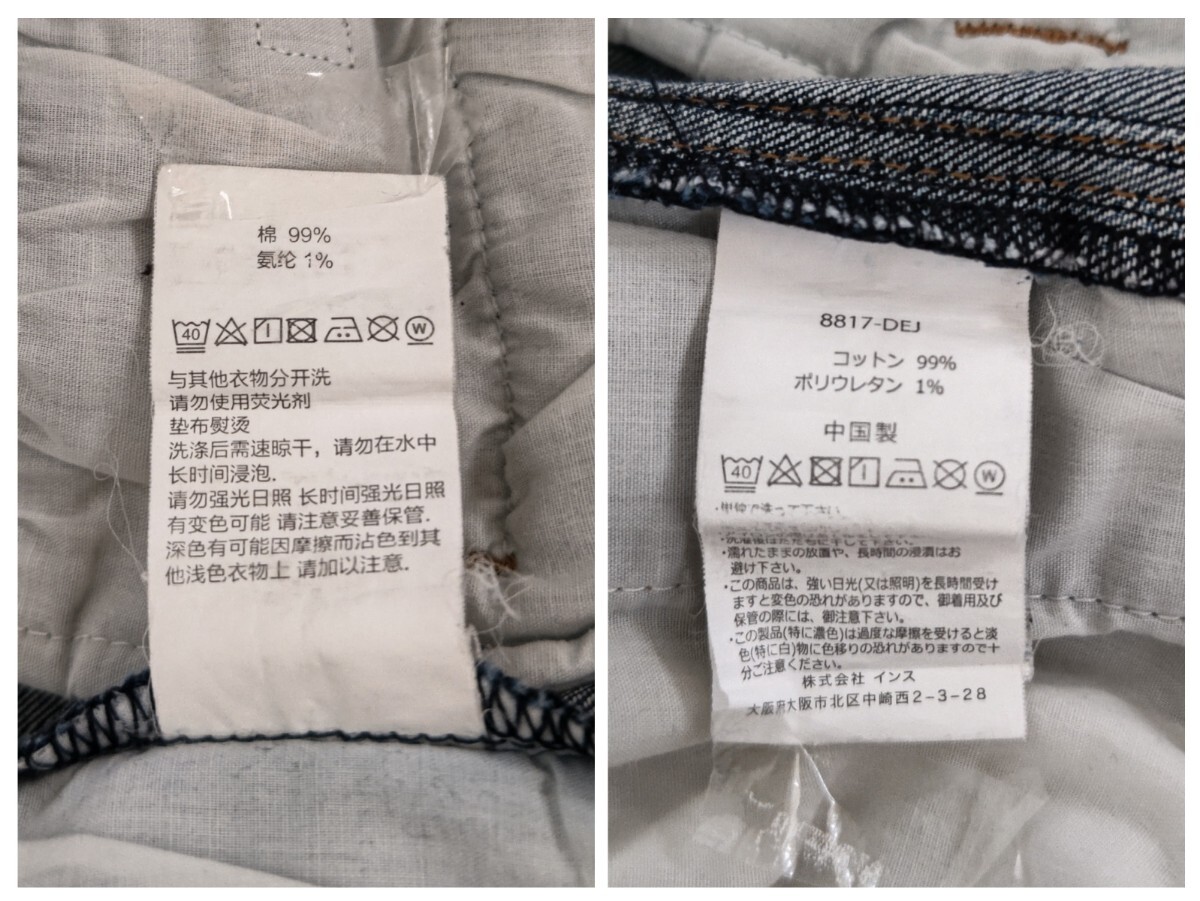 棉 99%
氨纶 1%
40
W
与其他衣物分开洗
请勿使用荧光剂
垫布熨烫
洗涤后需速晾干，请勿在水中
长时间浸泡.
请勿强光日照 长时间强光日照
有变色可能 请注意妥善保管.
深色有可能因摩擦而沾色到其
他浅色衣物上 请加以注意.
8817-DEJ
コットン 99%
ポリウレタン 1%
中国製
40
W
・濡れたままの放置や、長時間の浸漬はお
避け下さい。
・この商品は、強い日光(又は照明)を長時間受け
ますと変色の恐れがありますので、御着用及び
保管の際には、御注意下さい。
・この製品(特に濃色)は過度な摩擦を受けると淡
色(特に白)物に色移りの恐れがありますので十
分ご注意ください。
株式会社 インス
大阪府大阪市北区中崎西2-3-28